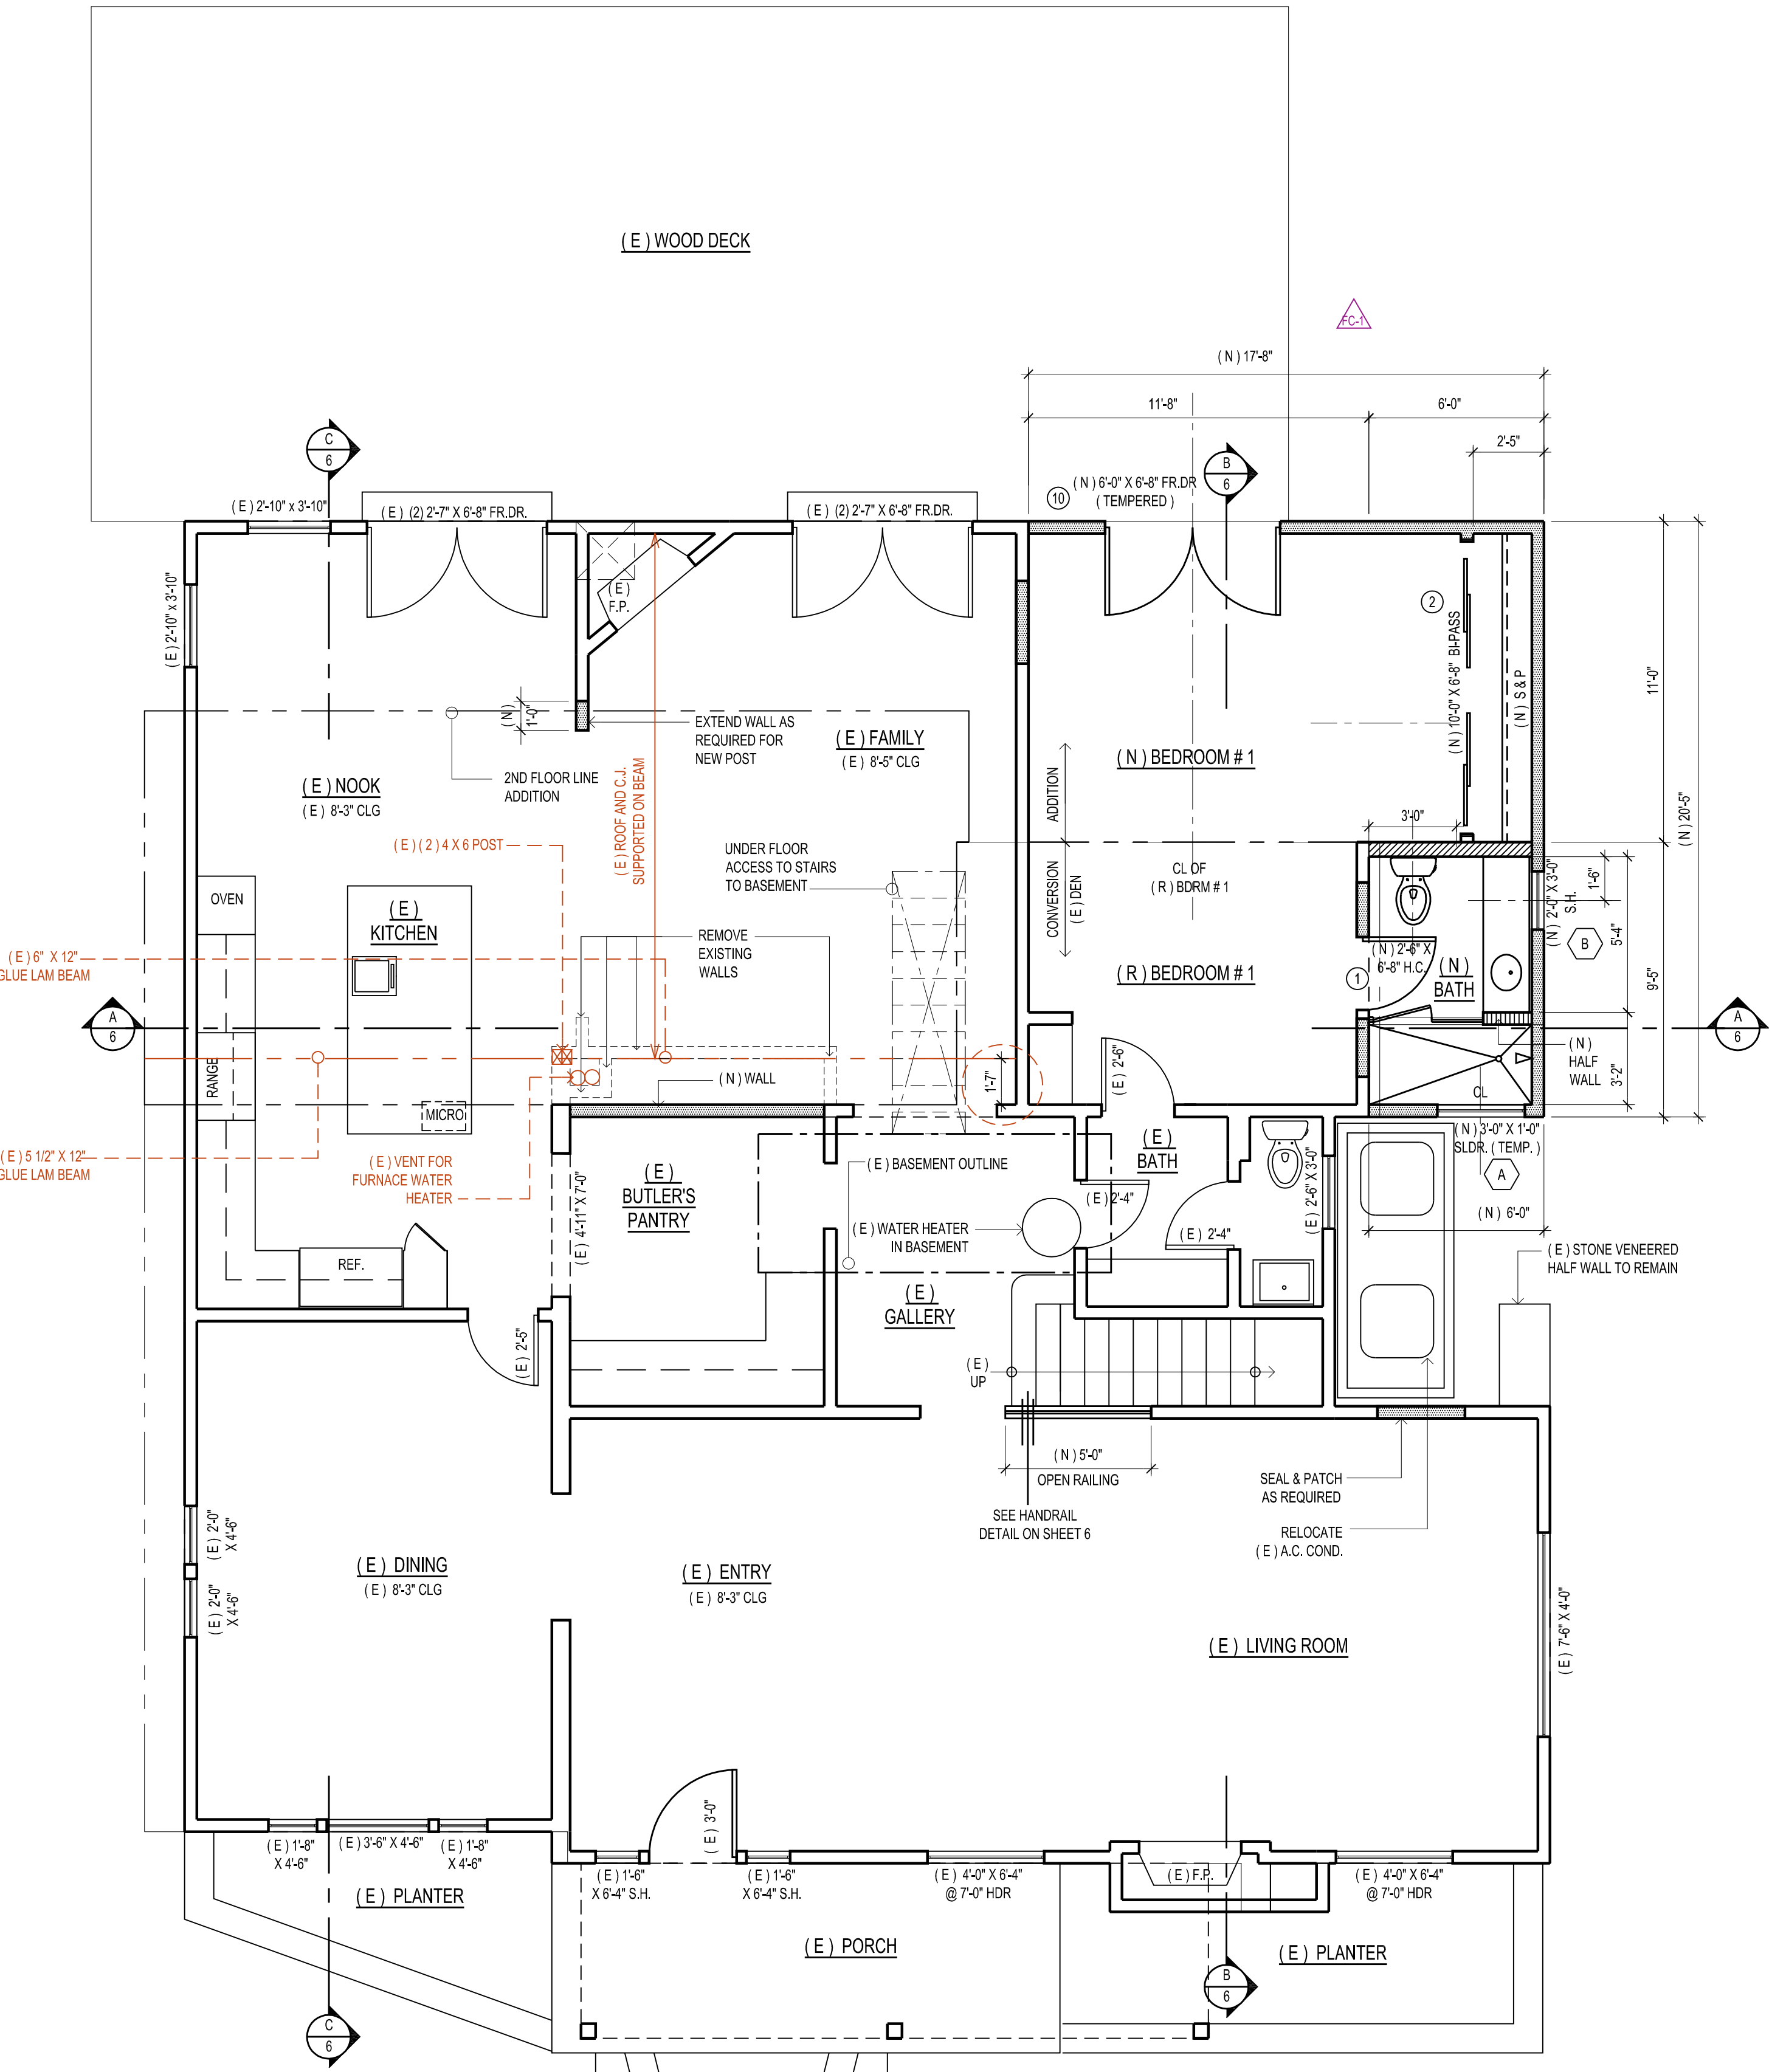 ( E ) WOOD DECK
FC-1
( N ) 17'-8"
11'-8"
6'-0"
2'-5"
C
6
B
6
10
( N ) 6'-0" X 6'-8" FR.DR
( TEMPERED )
( E ) 2'-10" x 3'-10"
( E ) (2) 2'-7" X 6'-8" FR.DR.
( E ) (2) 2'-7" X 6'-8" FR.DR.
( E ) 2'-10" x 3'-10"
( E )
F.P.
2
( N ) 10'-0" X 6'-8" BI-PASS
( N ) S & P
11'-0"
( N ) 20'-5"
( N )
1'-0"
EXTEND WALL AS
REQUIRED FOR
NEW POST
( E ) FAMILY
( E ) 8'-5" CLG
( N ) BEDROOM # 1
( E ) NOOK
( E ) 8'-3" CLG
2ND FLOOR LINE
ADDITION
( E ) ROOF AND C.J.
SUPPORTED ON BEAM
ADDITION
3'-0"
( E ) ( 2 ) 4 X 6 POST
UNDER FLOOR
ACCESS TO STAIRS
TO BASEMENT
CONVERSION
( E ) DEN
CL OF
( R ) BDRM # 1
OVEN
( E )
KITCHEN
( N ) 2'-0" X 3'-0"
S.H.
1'-6"
5'-4"
B
9'-5"
REMOVE
EXISTING
WALLS
( E ) 6" X 12"
GLUE LAM BEAM
( R ) BEDROOM # 1
( N ) 2'-6" X
6'-8" H.C.
1
( N )
BATH
A
6
A
6
( N )
HALF
WALL
3'-2"
RANGE
MICRO
( N ) WALL
1'-7"
( E ) 2'-6"
CL
( N ) 3'-0" X 1'-0"
SLDR. ( TEMP. )
A
( N ) 6'-0"
( E ) 5 1/2" X 12"
GLUE LAM BEAM
( E ) VENT FOR
FURNACE WATER
HEATER
( E ) 4'-11" X 7'-0"
( E )
BUTLER'S
PANTRY
( E ) BASEMENT OUTLINE
( E )
BATH
( E ) 2'-4"
( E ) 2'-4"
( E ) 2'-6" X 3'-0"
( E ) WATER HEATER
IN BASEMENT
( E ) STONE VENEERED
HALF WALL TO REMAIN
REF.
( E )
GALLERY
( E ) 2'-5"
( E )
UP
( N ) 5'-0"
OPEN RAILING
SEE HANDRAIL
DETAIL ON SHEET 6
SEAL & PATCH
AS REQUIRED
RELOCATE
( E ) A.C. COND.
( E ) 2'-0"
X 4'-6"
( E ) 2'-0"
X 4'-6"
( E ) DINING
( E ) 8'-3" CLG
( E ) ENTRY
( E ) 8'-3" CLG
( E ) LIVING ROOM
( E ) 7'-6" X 4'-0"
( E ) 3'-0"
( E ) 1'-8"
X 4'-6"
( E ) 3'-6" X 4'-6"
( E ) 1'-8"
X 4'-6"
( E ) 1'-6"
X 6'-4" S.H.
( E ) 1'-6"
X 6'-4" S.H.
( E ) 4'-0" X 6'-4"
@ 7'-0" HDR
( E ) F.P.
( E ) 4'-0" X 6'-4"
@ 7'-0" HDR
( E ) PLANTER
( E ) PORCH
( E ) PLANTER
B
6
C
6